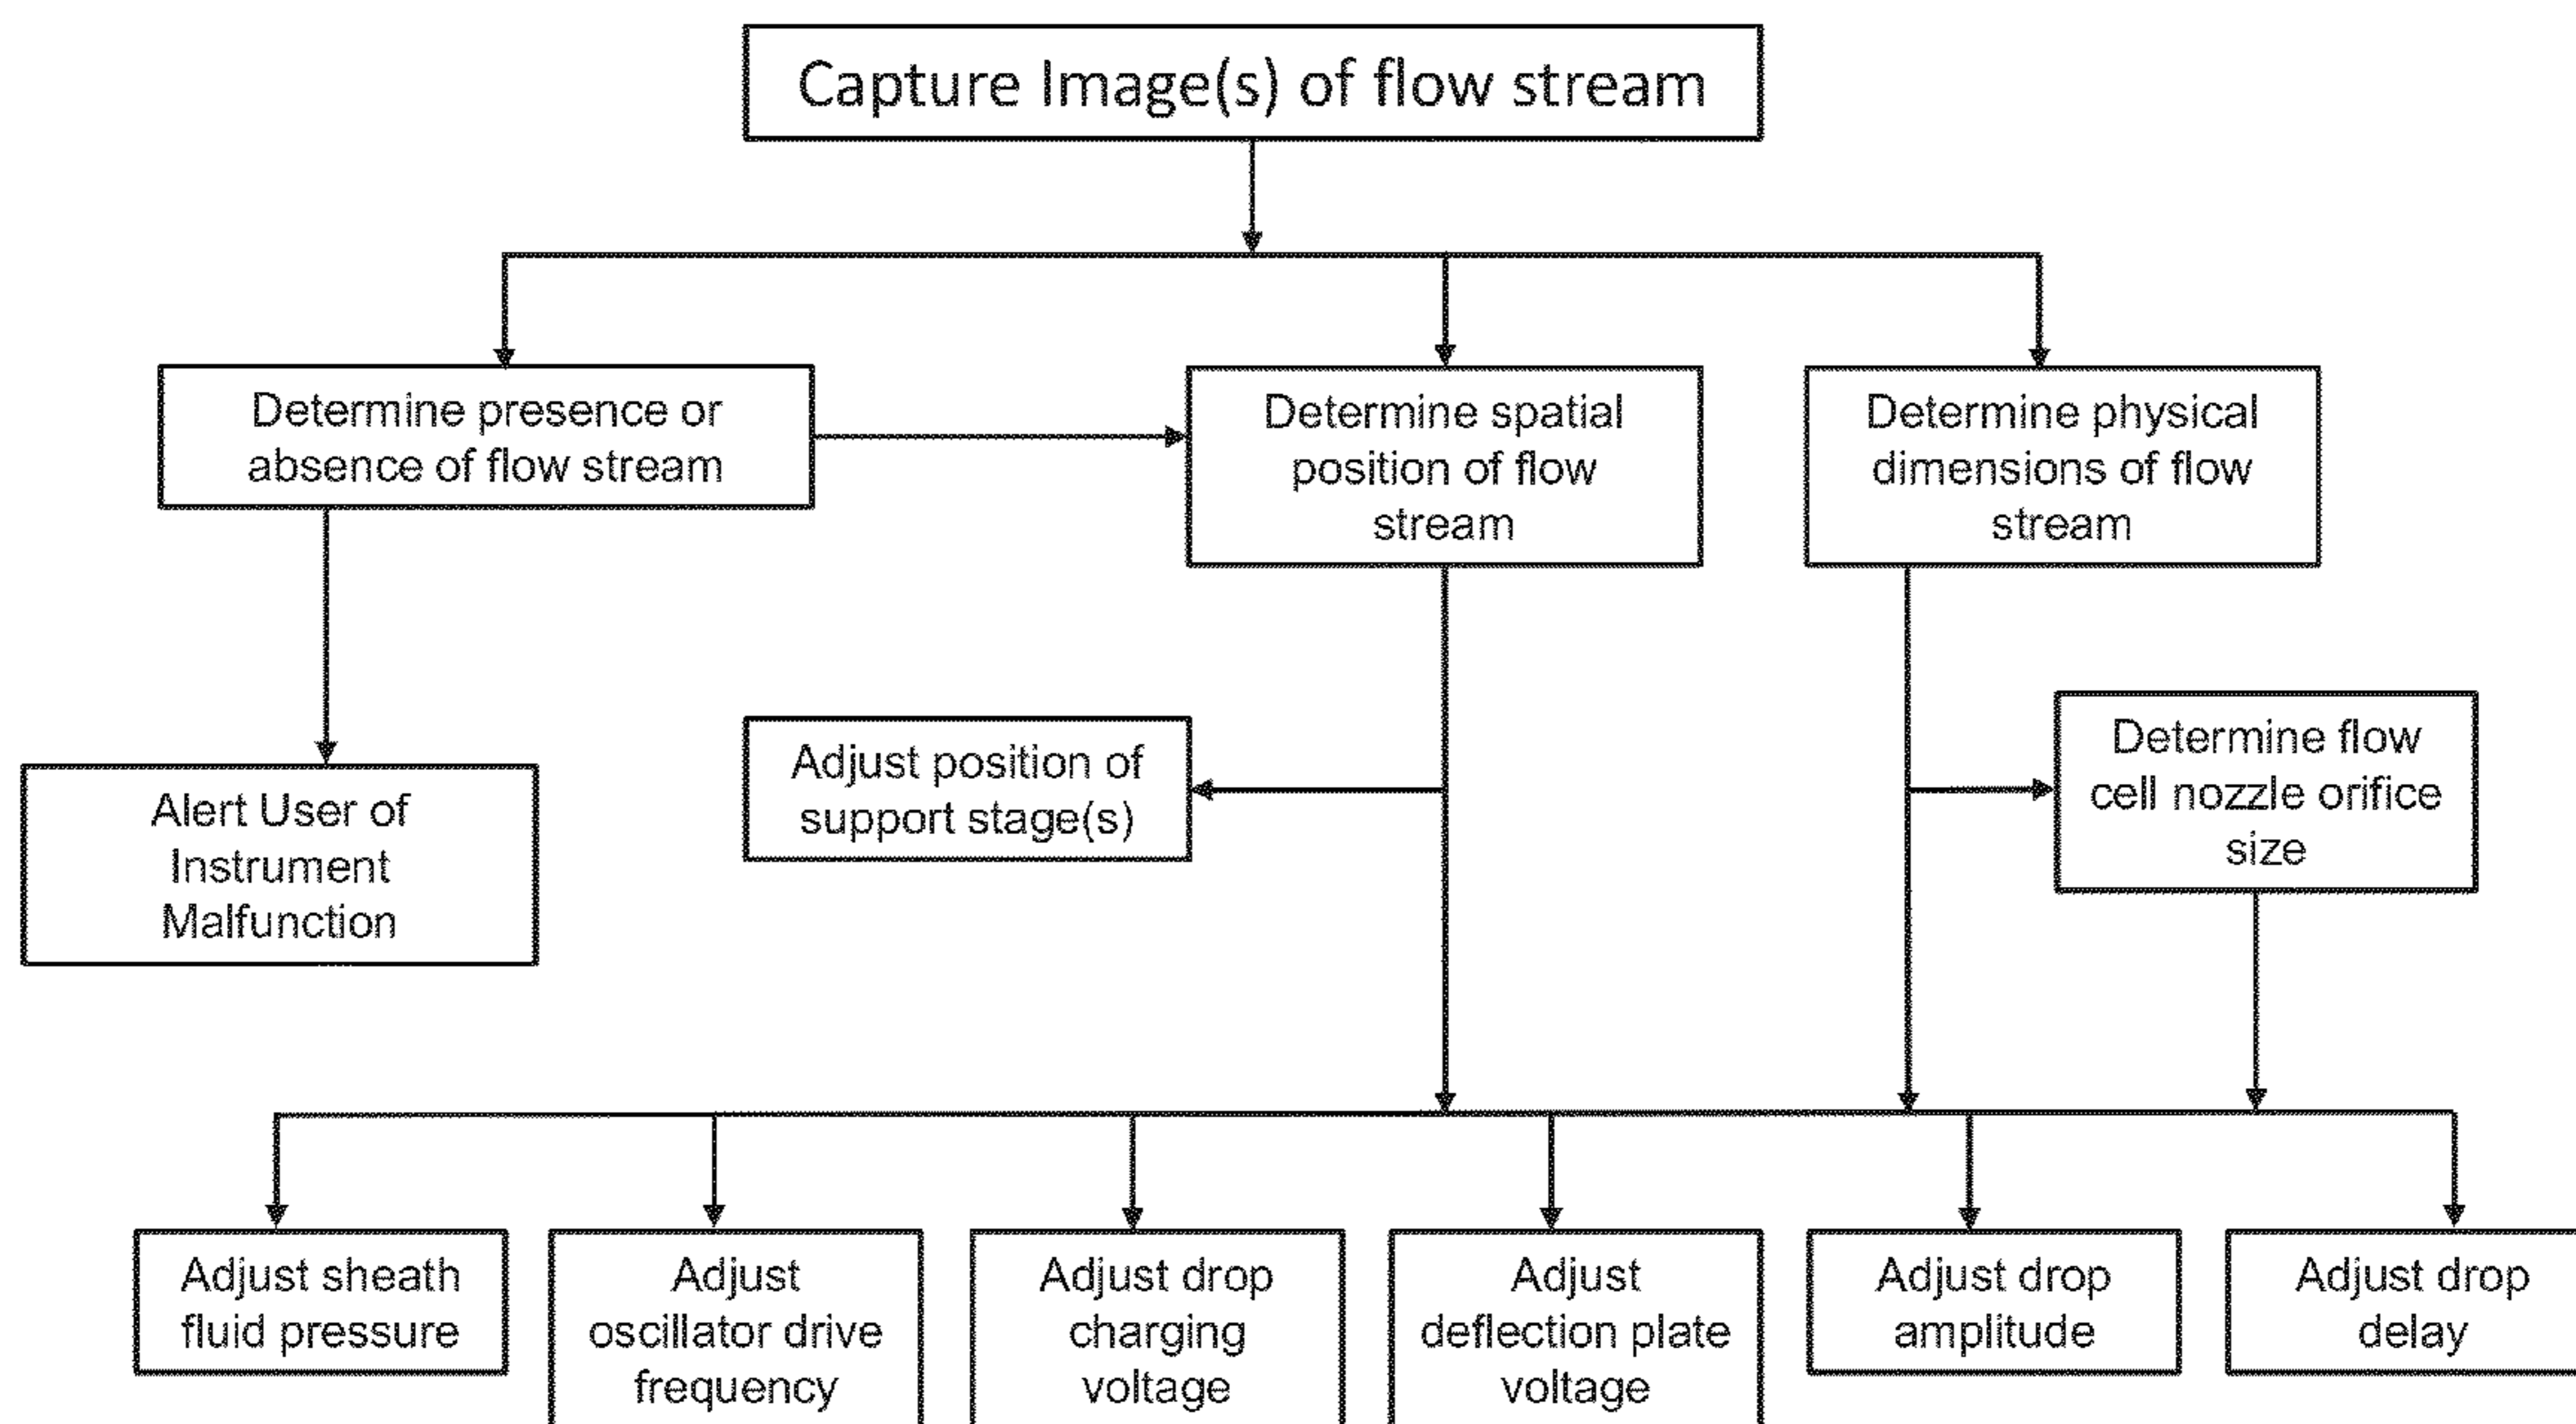 Capture Image(s) of flow stream
Determine presence or
absence of flow stream
Determine spatial
position of flow
stream
Determine physical
dimensions of flow
stream
Alert User of
Instrument
Malfunction
Adjust position of
support stage(s)
Determine flow
cell nozzle orifice
size
Adjust sheath
fluid pressure
Adjust
oscillator drive
frequency
Adjust drop
charging
voltage
Adjust
deflection plate
voltage
Adjust drop
amplitude
Adjust drop
delay